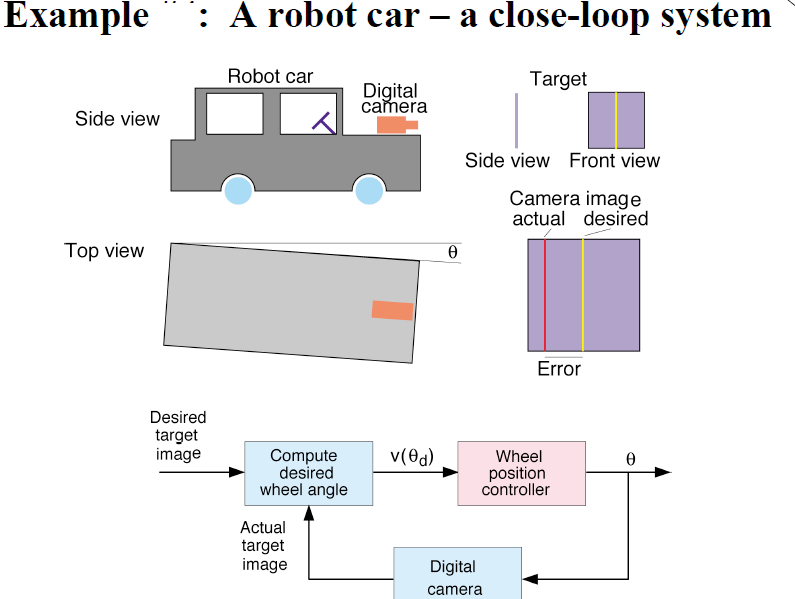 Example : A robot car – a close-loop system
Robot car
Digital
camera
Side view
Target
Side view Front view
Camera image
actual desired
Top view
θ
Error
Desired
target
image
Compute
desired
wheel angle
v(θd)
Wheel
position
controller
θ
Actual
target
image
Digital
camera